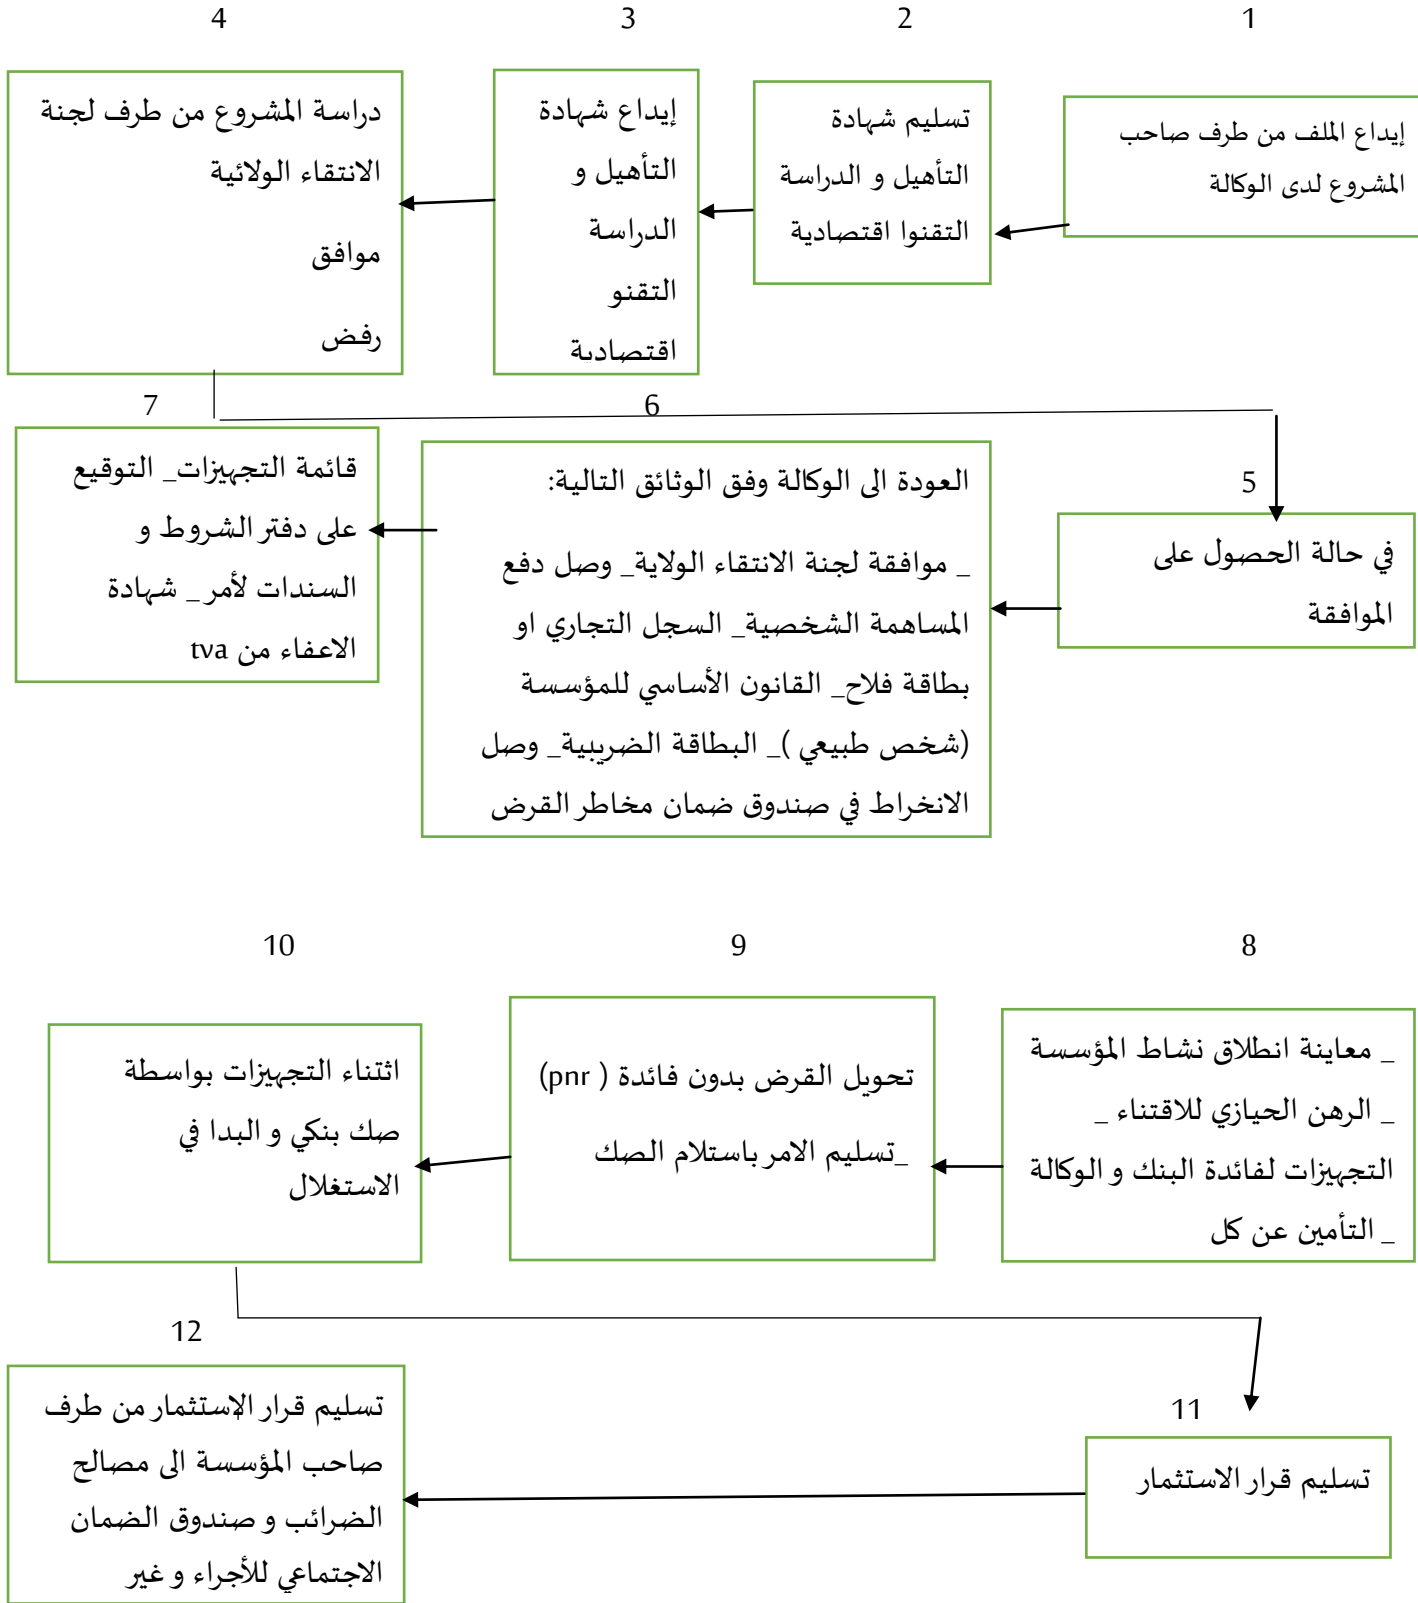 1
إيداع الملف من طرف صاحب
المشروع لدى الوكالة
2
تسليم شهادة
التأهيل و الدراسة
التقنوا اقتصادية
3
إيداع شهادة
التأهيل و
الدراسة
التقنو
اقتصادية
4
دراسة المشروع من طرف لجنة
الانتقاء الولائية
موافق
رفض
5
في حالة الحصول على
الموافقة
6
العودة الى الوكالة وفق الوثائق التالية:
_ موافقة لجنة الانتقاء الولاية_ وصل دفع
المساهمة الشخصية_ السجل التجاري او
بطاقة فلاح_ القانون الأساسي للمؤسسة
(شخص طبيعي )_ البطاقة الضريبية_ وصل
الانخراط في صندوق ضمان مخاطر القرض
7
قائمة التجهيزات_ التوقيع
على دفتر الشروط و
السندات لأمر_ شهادة
الاعفاء من tva
8
_ معاينة انطلاق نشاط المؤسسة
_ الرهن الحيازي للاقتناء _
التجهيزات لفائدة البنك و الوكالة
_ التأمين عن كل
9
تحويل القرض بدون فائدة ( pnr)
_تسليم الامر باستلام الصك
10
اثتناء التجهيزات بواسطة
صك بنكي و البدا في
الاستغلال
11
تسليم قرار الاستثمار
12
تسليم قرار الإستثمار من طرف
صاحب المؤسسة الى مصالح
الضرائب و صندوق الضمان
الاجتماعي للأجراء و غير